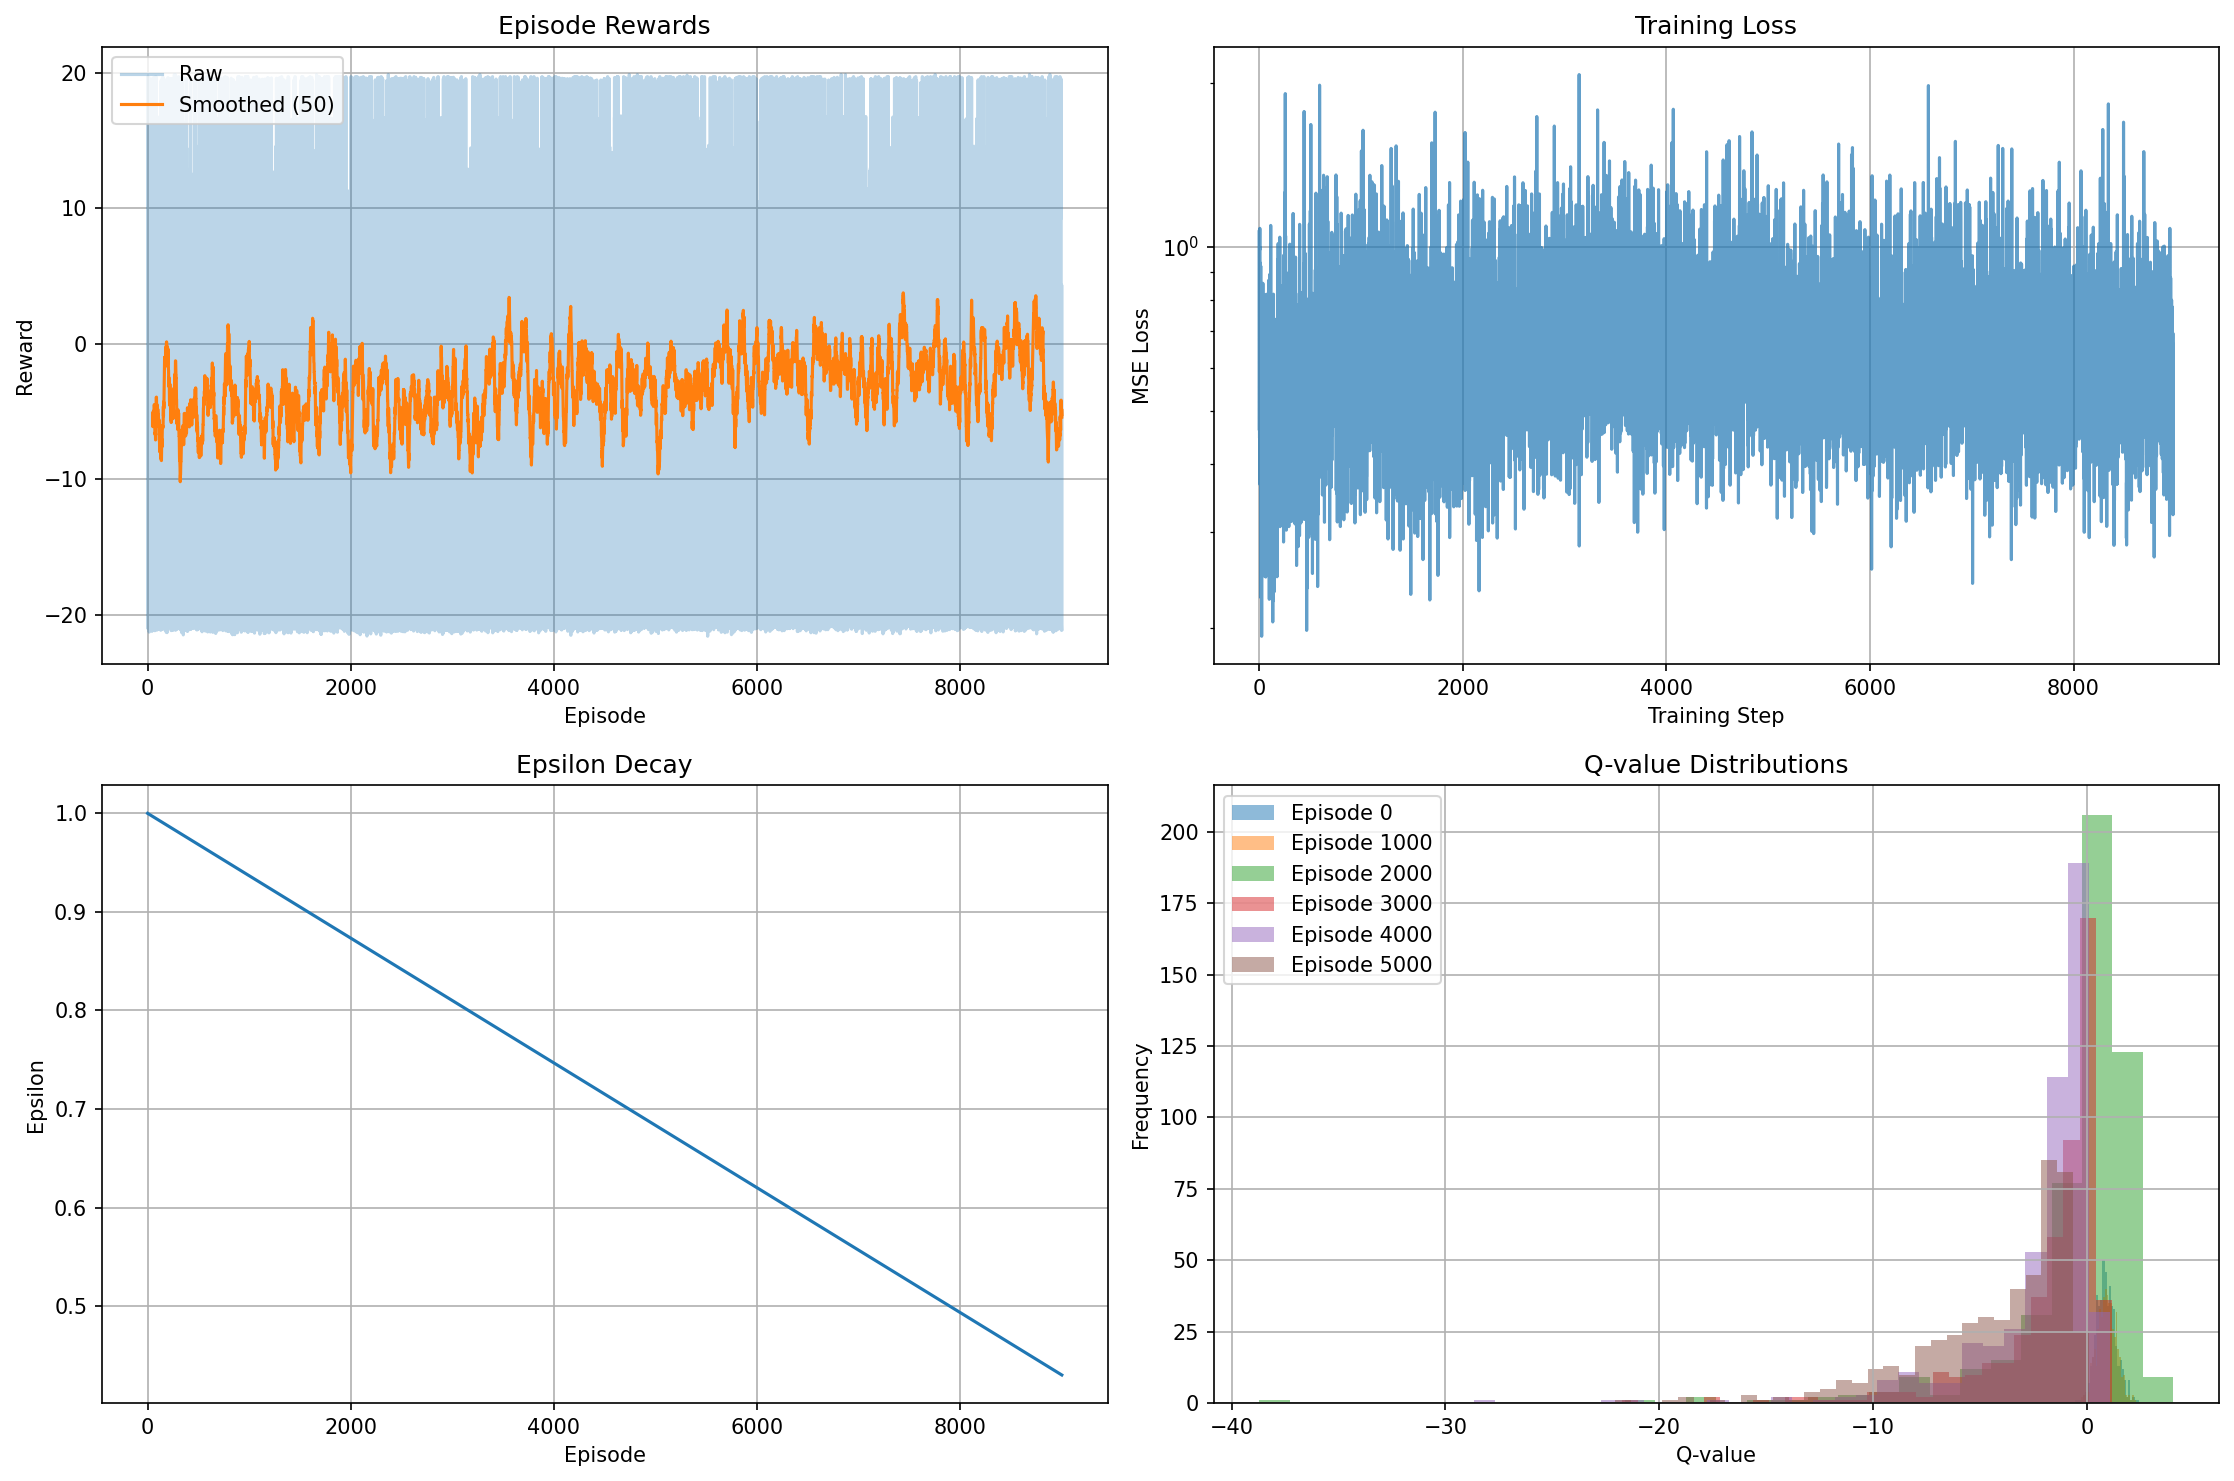 Episode Rewards
Raw
Smoothed (50)
20
10
0
−10
−20
Reward
0
2000
4000
6000
8000
Episode
Training Loss
10⁰
MSE Loss
0
2000
4000
6000
8000
Training Step
Epsilon Decay
1.0
0.9
0.8
0.7
0.6
0.5
Epsilon
0
2000
4000
6000
8000
Episode
Q-value Distributions
Episode 0
Episode 1000
Episode 2000
Episode 3000
Episode 4000
Episode 5000
200
175
150
125
100
75
50
25
0
Frequency
−40
−30
−20
−10
0
Q-value